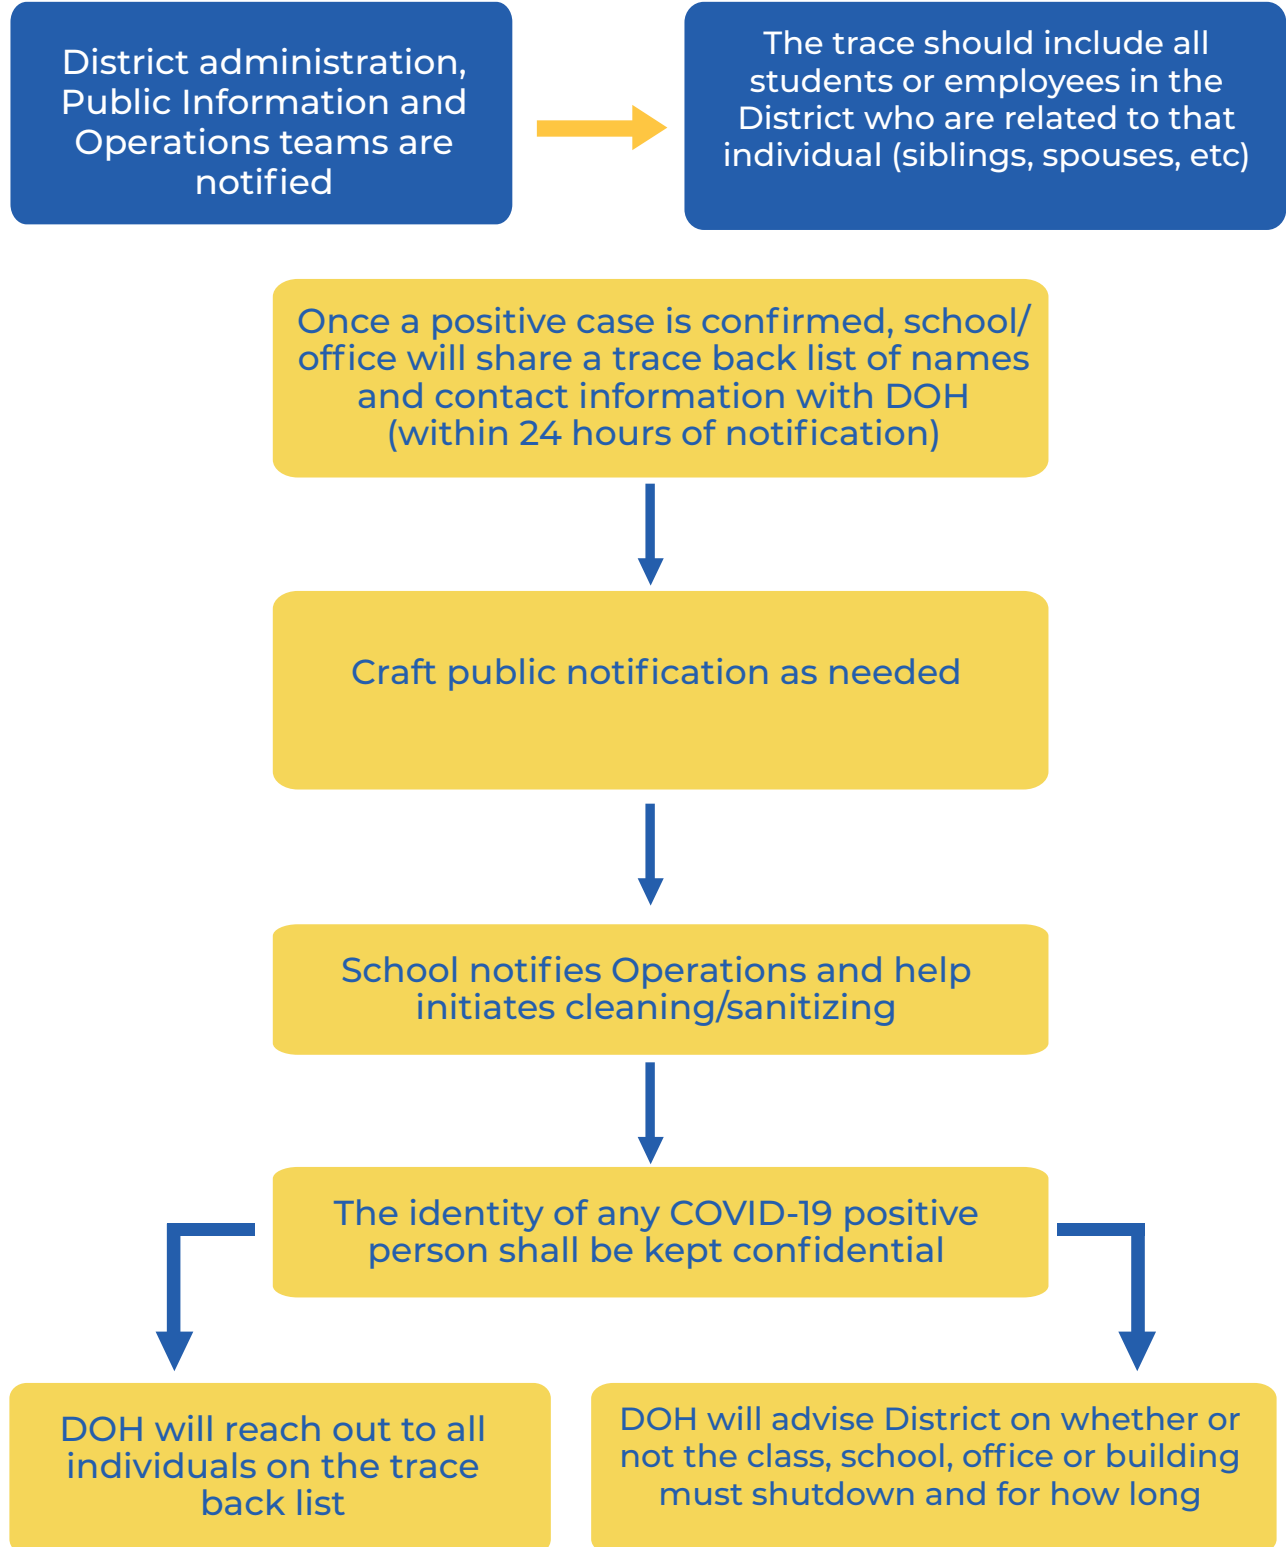 District administration,
Public Information and
Operations teams are
notified
The trace should include all
students or employees in the
District who are related to that
individual (siblings, spouses, etc)
Once a positive case is confirmed, school/
office will share a trace back list of names
and contact information with DOH
(within 24 hours of notification)
Craft public notification as needed
School notifies Operations and help
initiates cleaning/sanitizing
The identity of any COVID-19 positive
person shall be kept confidential
DOH will reach out to all
individuals on the trace
back list
DOH will advise District on whether or
not the class, school, office or building
must shutdown and for how long